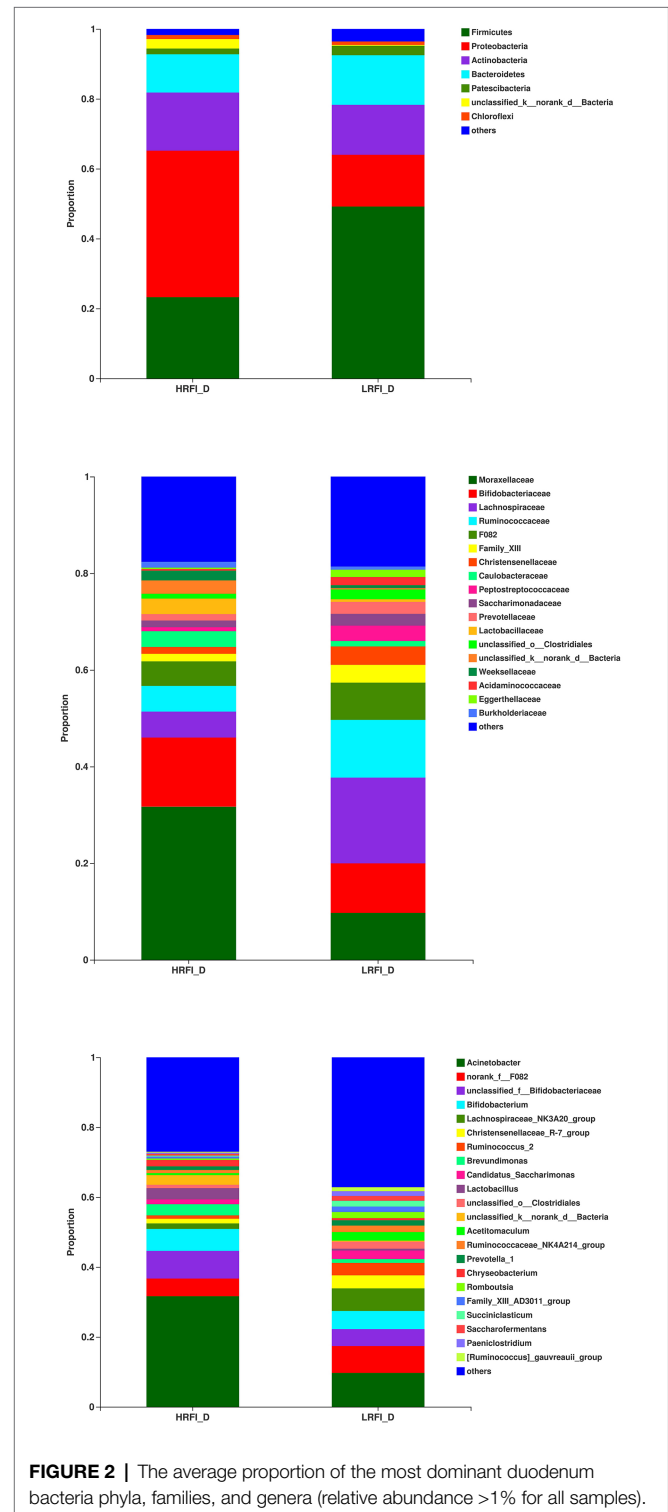 1
0.8
0.6
0.4
0.2
0
Proportion
HRFI_D
LRFI_D
Firmicutes
Proteobacteria
Actinobacteria
Bacteroidetes
Patescibacteria
unclassified_k__norank_d__Bacteria
Chloroflexi
others
1
0.8
0.6
0.4
0.2
0
Proportion
HRFI_D
LRFI_D
Moraxellaceae
Bifidobacteriaceae
Lachnospiraceae
Ruminococcaceae
F082
Family_XIII
Christensenellaceae
Caulobacteraceae
Peptostreptococcaceae
Saccharimonadaceae
Prevotellaceae
Lactobacillaceae
unclassified_o__Clostridiales
unclassified_k__norank_d__Bacteria
Weeksellaceae
Acidaminococcaceae
Eggerthellaceae
Burkholderiaceae
others
1
0.8
0.6
0.4
0.2
0
Proportion
HRFI_D
LRFI_D
Acinetobacter
norank_f__F082
unclassified_f__Bifidobacteriaceae
Bifidobacterium
Lachnospiraceae_NK3A20_group
Christensenellaceae_R-7_group
Ruminococcus_2
Brevundimonas
Candidatus_Saccharimonas
Lactobacillus
unclassified_o__Clostridiales
unclassified_k__norank_d__Bacteria
Acetitomaculum
Ruminococcaceae_NK4A214_group
Prevotella_1
Chryseobacterium
Romboutsia
Family_XIII_AD3011_group
Succiniclasticum
Saccharofermentans
Paeniclostridium
[Ruminococcus]_gauvreauii_group
others
FIGURE 2 | The average proportion of the most dominant duodenum
bacteria phyla, families, and genera (relative abundance >1% for all samples).